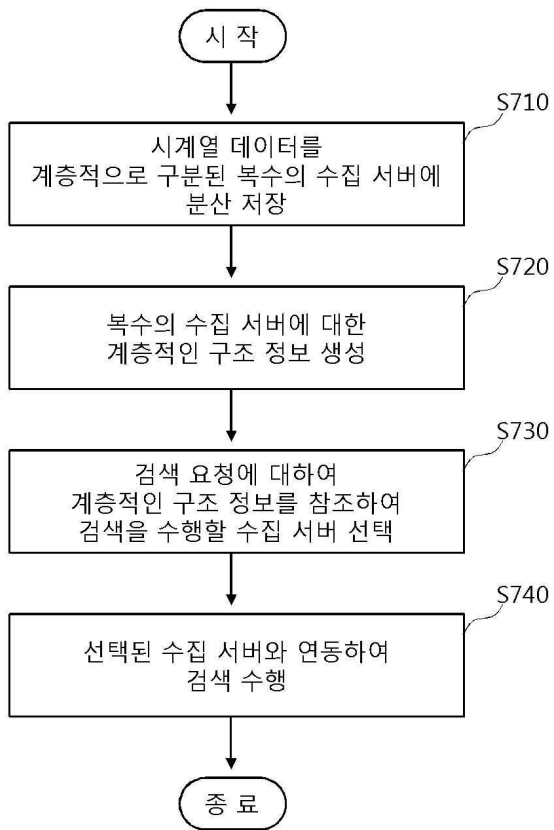 시 작
S710
시계열 데이터를
계층적으로 구분된 복수의 수집 서버에
분산 저장
S720
복수의 수집 서버에 대한
계층적인 구조 정보 생성
S730
검색 요청에 대하여
계층적인 구조 정보를 참조하여
검색을 수행할 수집 서버 선택
S740
선택된 수집 서버와 연동하여
검색 수행
종 료